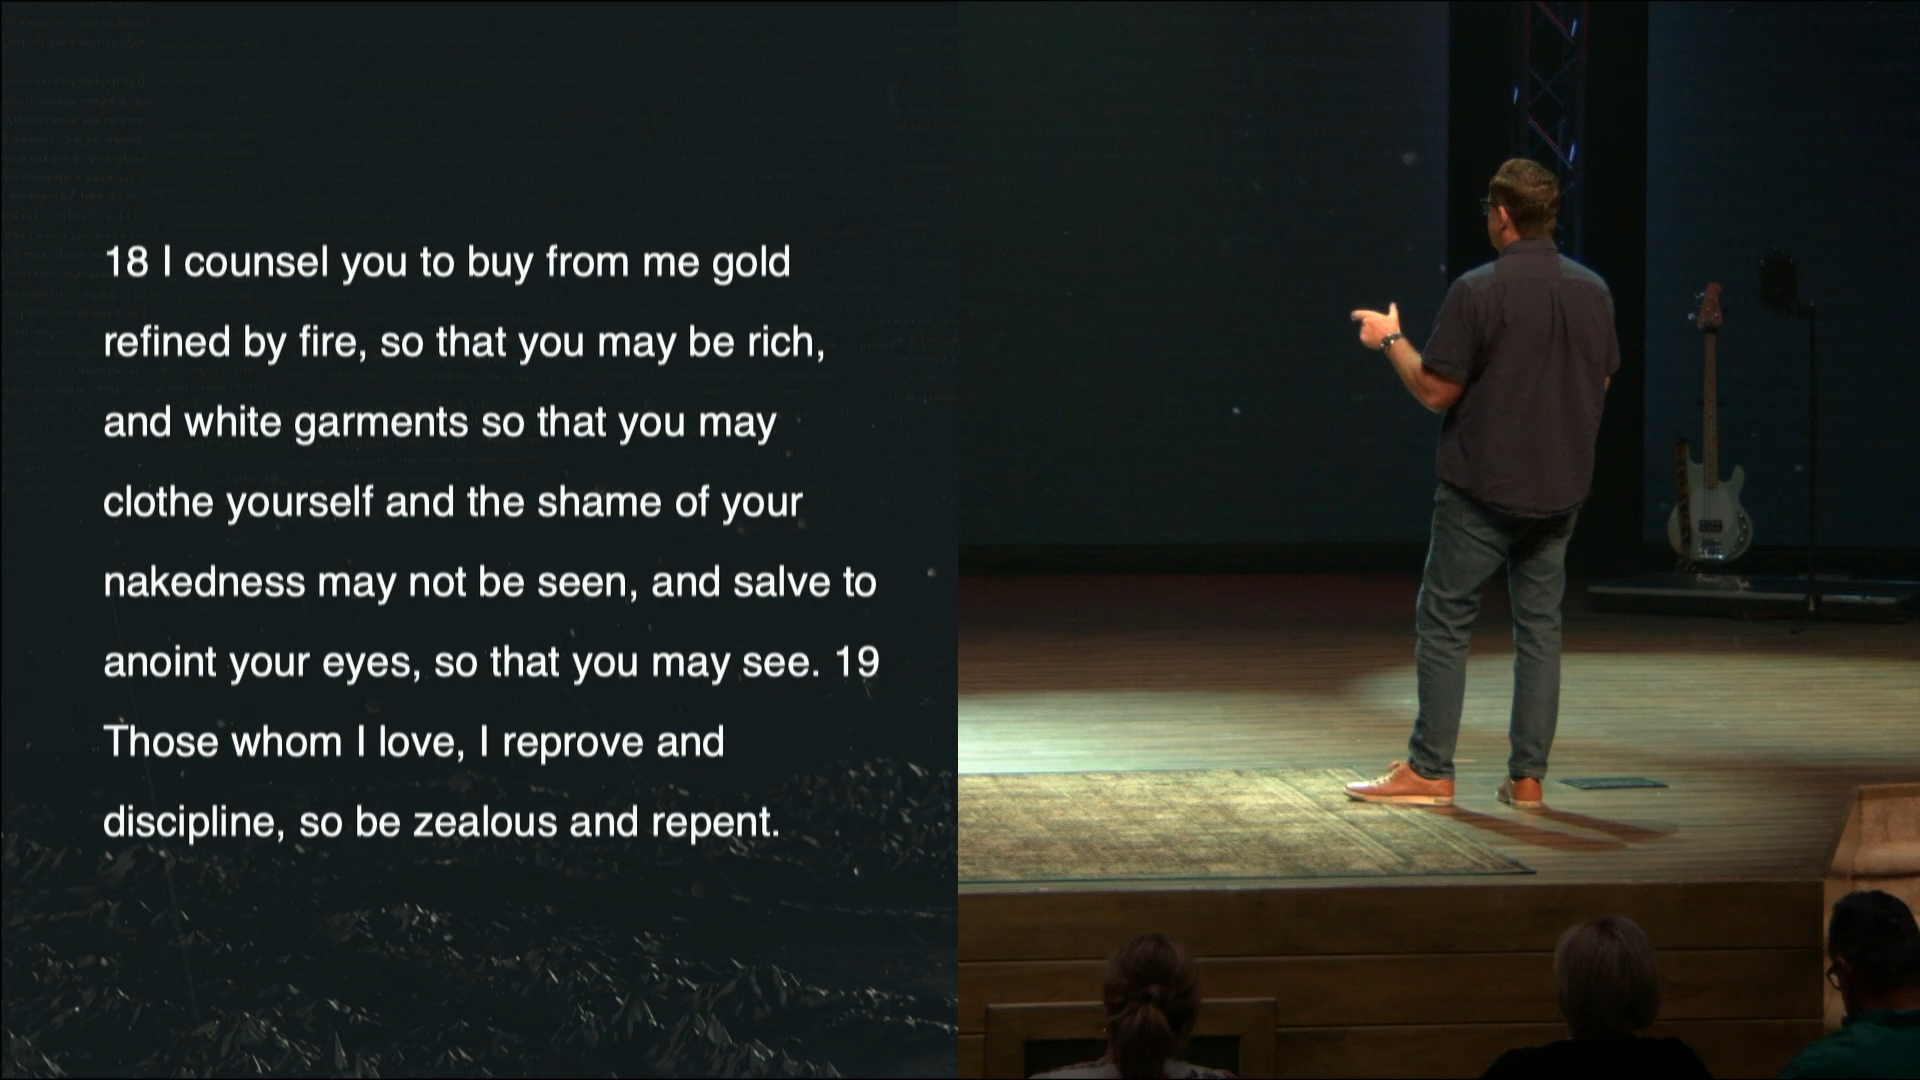 18 I counsel you to buy from me gold
refined by fire, so that you may be rich,
and white garments so that you may
clothe yourself and the shame of your
nakedness may not be seen, and salve to
anoint your eyes, so that you may see. 19
Those whom I love, I reprove and
discipline, so be zealous and repent.